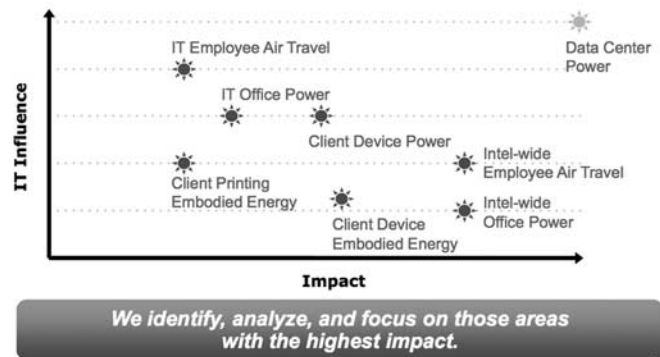 IT Employee Air Travel
Data Center
Power
IT Office Power
Client Device Power
IT Influence
Intel-wide
Employee Air Travel
Client Printing
Embodied Energy
Intel-wide
Office Power
Client Device
Embodied Energy
Impact
We identify, analyze, and focus on those areas
with the highest impact.